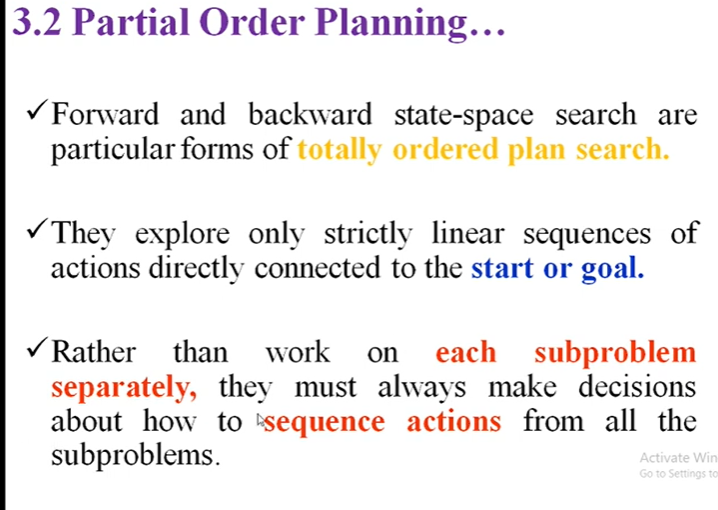 3.2 Partial Order Planning…
✓Forward and backward state-space search are
particular forms of totally ordered plan search.
✓They explore only strictly linear sequences of
actions directly connected to the start or goal.
✓Rather than work on each subproblem
separately, they must always make decisions
about how to sequence actions from all the
subproblems.
Activate Win
Go to Settings to